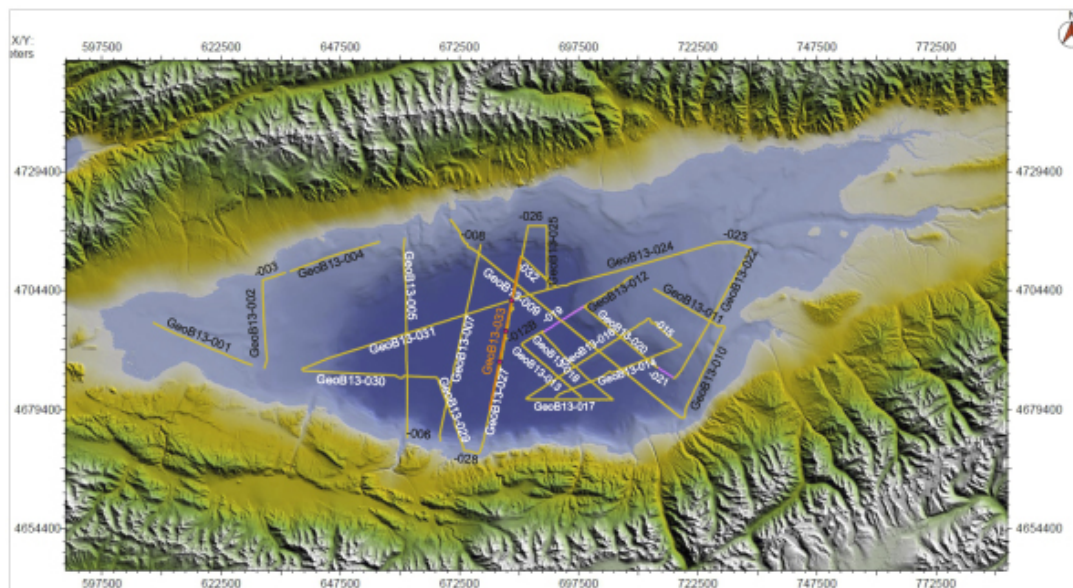 N
X/Y:
eters
597500 622500 647500 672500 697500 722500 747500 772500
4729400 4729400
4704400 4704400
4679400 4679400
4654400 4654400
-026
GeoB13-025
-008
-023
GeoB13-024
GeoB13-022
-003
GeoB13-004
-032
GeoB13-012
GeoB13-005
GeoB13-009
GeoB13-011
GeoB13-002
GeoB13-007
GeoB13-033
-012B
-015
GeoB13-001
GeoB13-031
GeoB13-020
GeoB13-016
GeoB13-014
GeoB13-010
GeoB13-030
GeoB13-013
-021
GeoB13-027
GeoB13-017
GeoB13-029
-006
-028
597500 622500 647500 672500 697500 722500 747500 772500